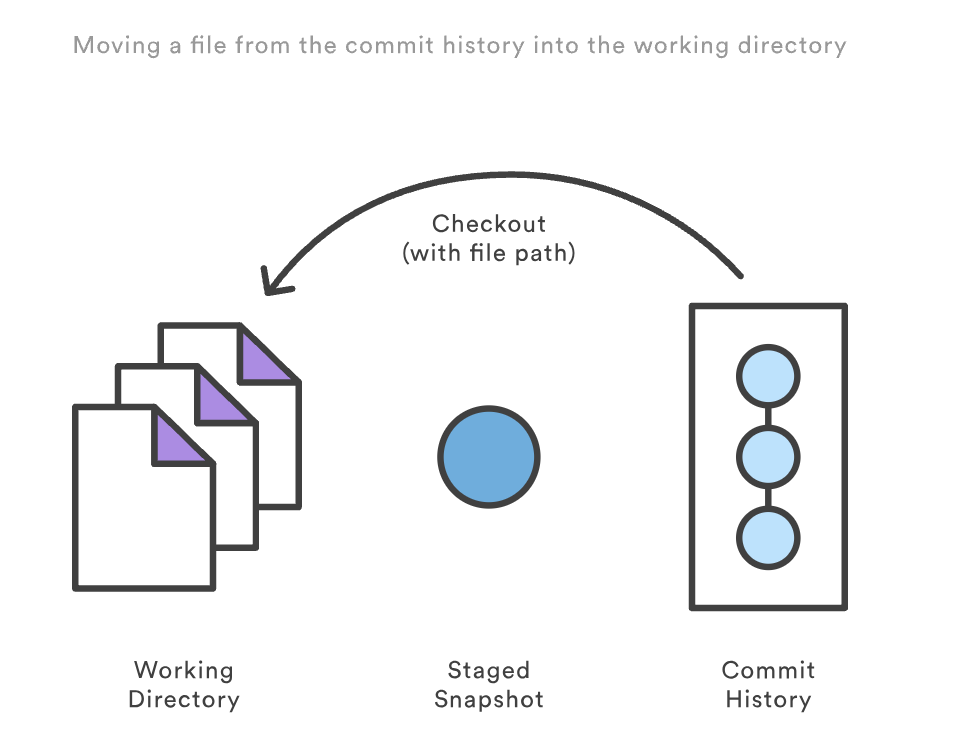 Moving a file from the commit history into the working directory
Checkout
(with file path)
Working
Directory
Staged
Snapshot
Commit
History